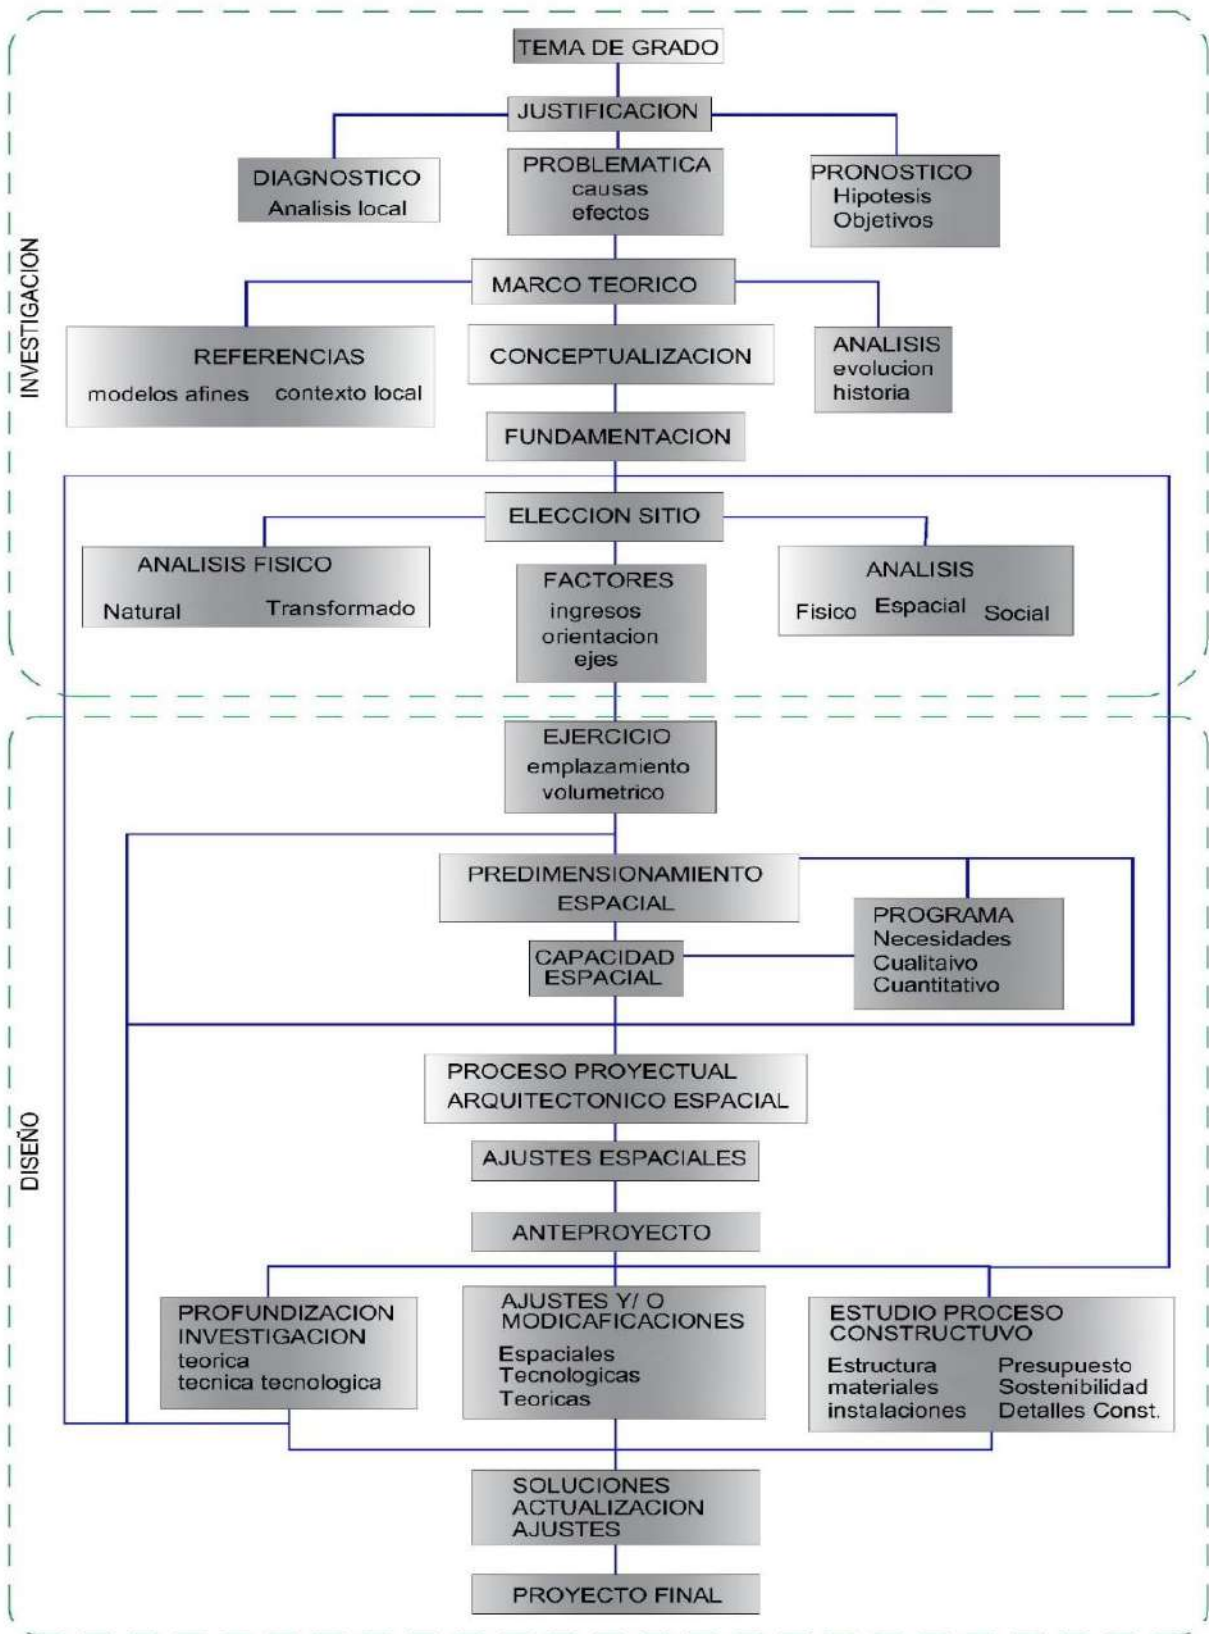 TEMA DE GRADO
JUSTIFICACION
DIAGNOSTICO
Analisis local
PROBLEMATICA
causas
efectos
PRONOSTICO
Hipotesis
Objetivos
INVESTIGACION
MARCO TEORICO
REFERENCIAS
modelos afines contexto local
CONCEPTUALIZACION
ANALISIS
evolucion
historia
FUNDAMENTACION
ELECCION SITIO
ANALISIS FISICO
Natural Transformado
FACTORES
ingresos
orientacion
ejes
ANALISIS
Fisico Espacial Social
EJERCICIO
emplazamiento
volumetrico
PREDIMENSIONAMIENTO
ESPACIAL
PROGRAMA
Necesidades
Cualitaivo
Cuantitativo
CAPACIDAD
ESPACIAL
DISEÑO
PROCESO PROYECTUAL
ARQUITECTONICO ESPACIAL
AJUSTES ESPACIALES
ANTEPROYECTO
PROFUNDIZACION
INVESTIGACION
teorica
tecnica tecnologica
AJUSTES Y/ O
MODICAFICACIONES
Espaciales
Tecnologicas
Teoricas
ESTUDIO PROCESO
CONSTRUCTUVO
Estructura Presupuesto
materiales Sostenibilidad
instalaciones Detalles Const.
SOLUCIONES
ACTUALIZACION
AJUSTES
PROYECTO FINAL